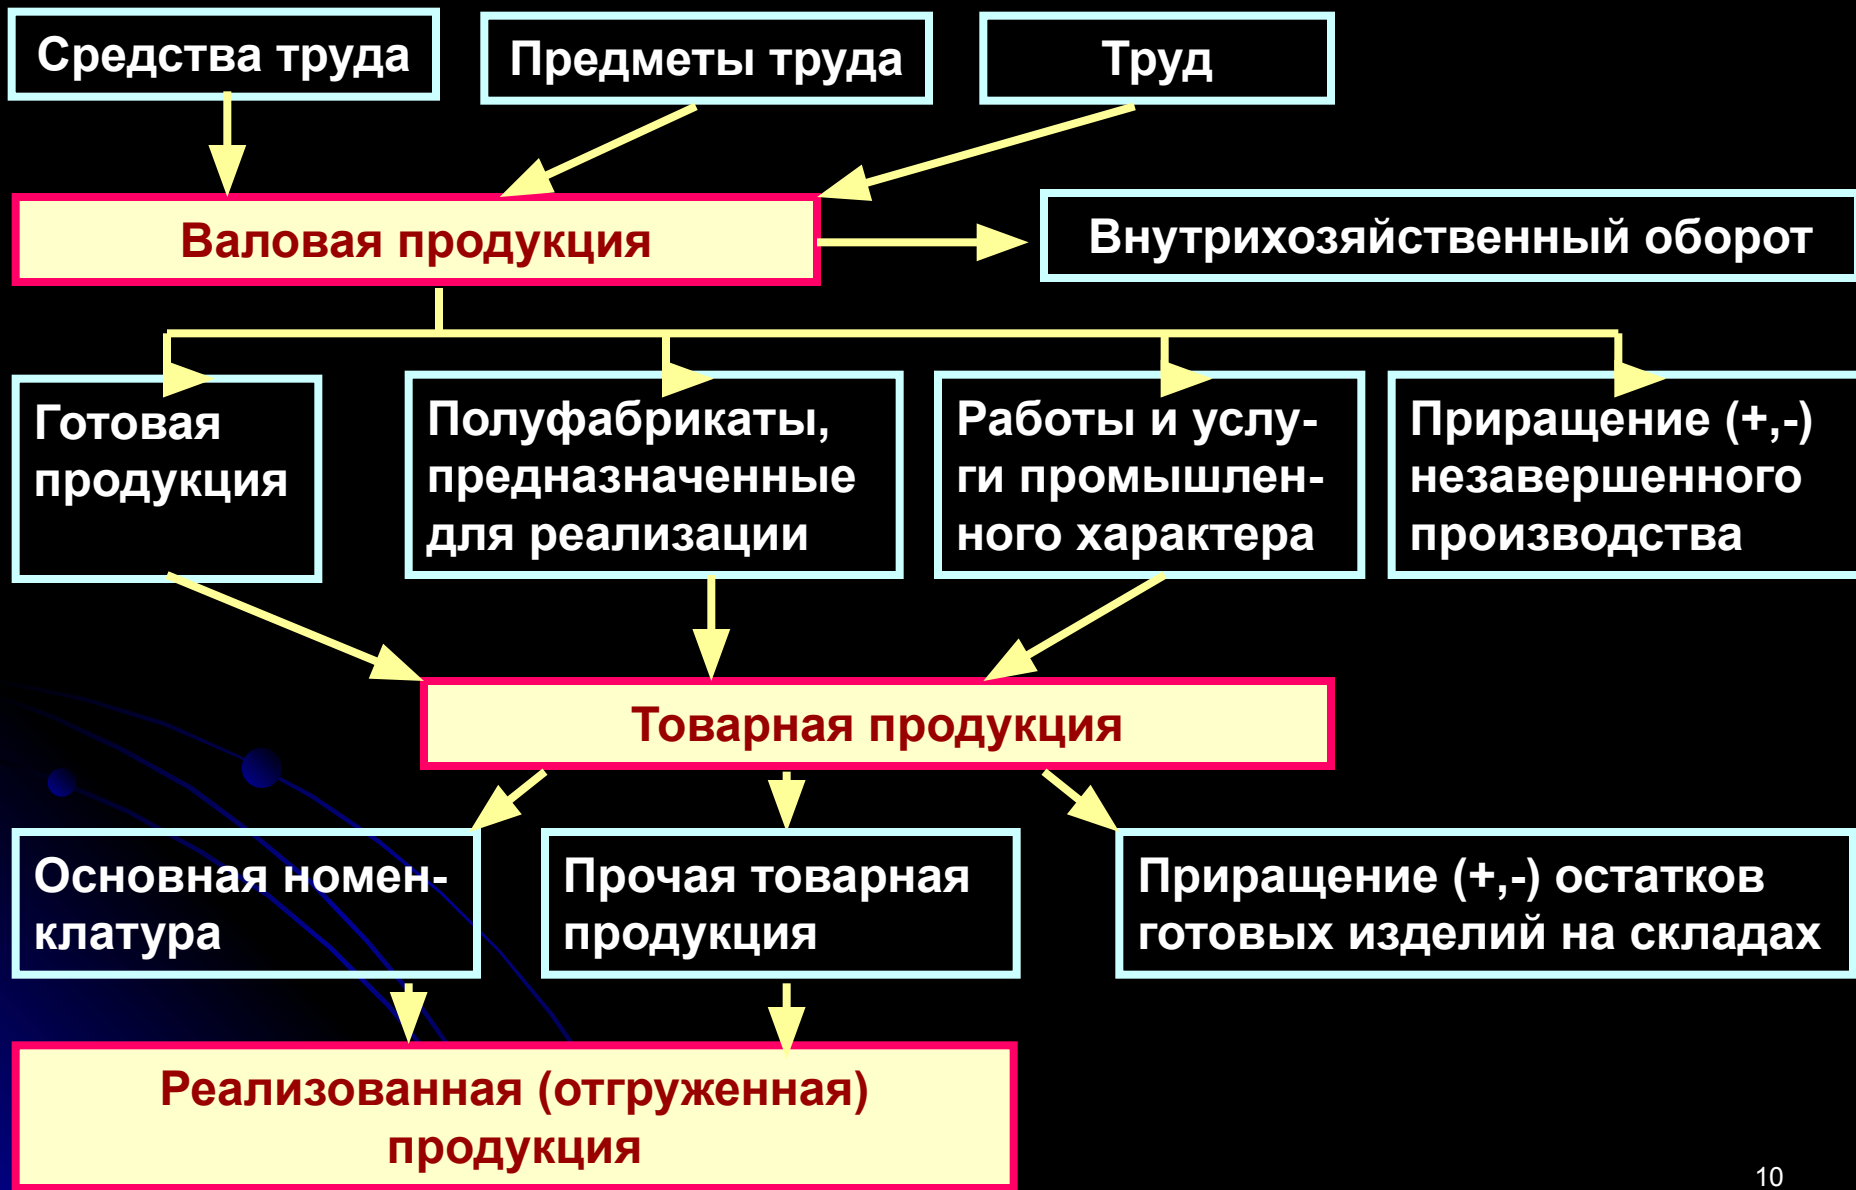 Средства труда
Предметы труда
Труд
Валовая продукция
Внутрихозяйственный оборот
Готовая
продукция
Полуфабрикаты,
предназначенные
для реализации
Работы и услу-
ги промышлен-
ного характера
Приращение (+,-)
незавершенного
производства
Товарная продукция
Основная номен-
клатура
Прочая товарная
продукция
Приращение (+,-) остатков
готовых изделий на складах
Реализованная (отгруженная)
продукция
10